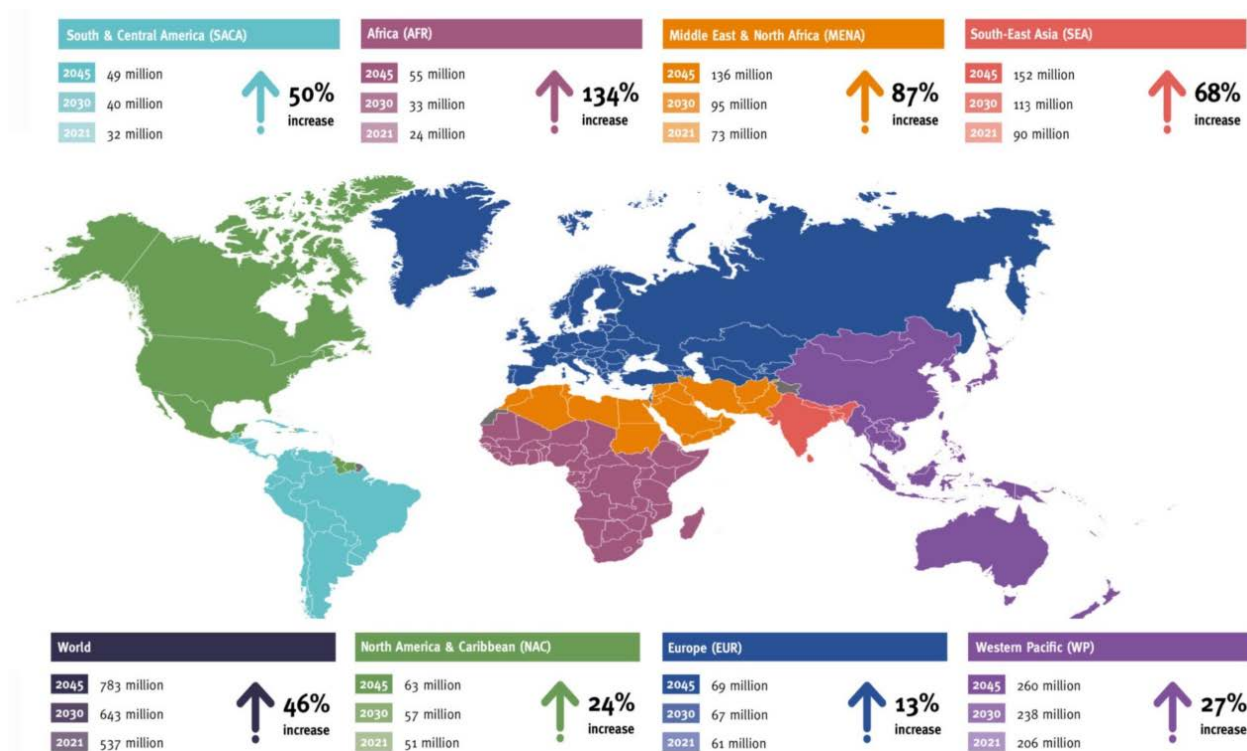 South & Central America (SACA)
2045 49 million
2030 40 million
2021 32 million
50%
increase
Africa (AFR)
2045 55 million
2030 33 million
2021 24 million
134%
increase
Middle East & North Africa (MENA)
2045 136 million
2030 95 million
2021 73 million
87%
increase
South-East Asia (SEA)
2045 152 million
2030 113 million
2021 90 million
68%
increase
World
2045 783 million
2030 643 million
2021 537 million
46%
increase
North America & Caribbean (NAC)
2045 63 million
2030 57 million
2021 51 million
24%
increase
Europe (EUR)
2045 69 million
2030 67 million
2021 61 million
13%
increase
Western Pacific (WP)
2045 260 million
2030 238 million
2021 206 million
27%
increase